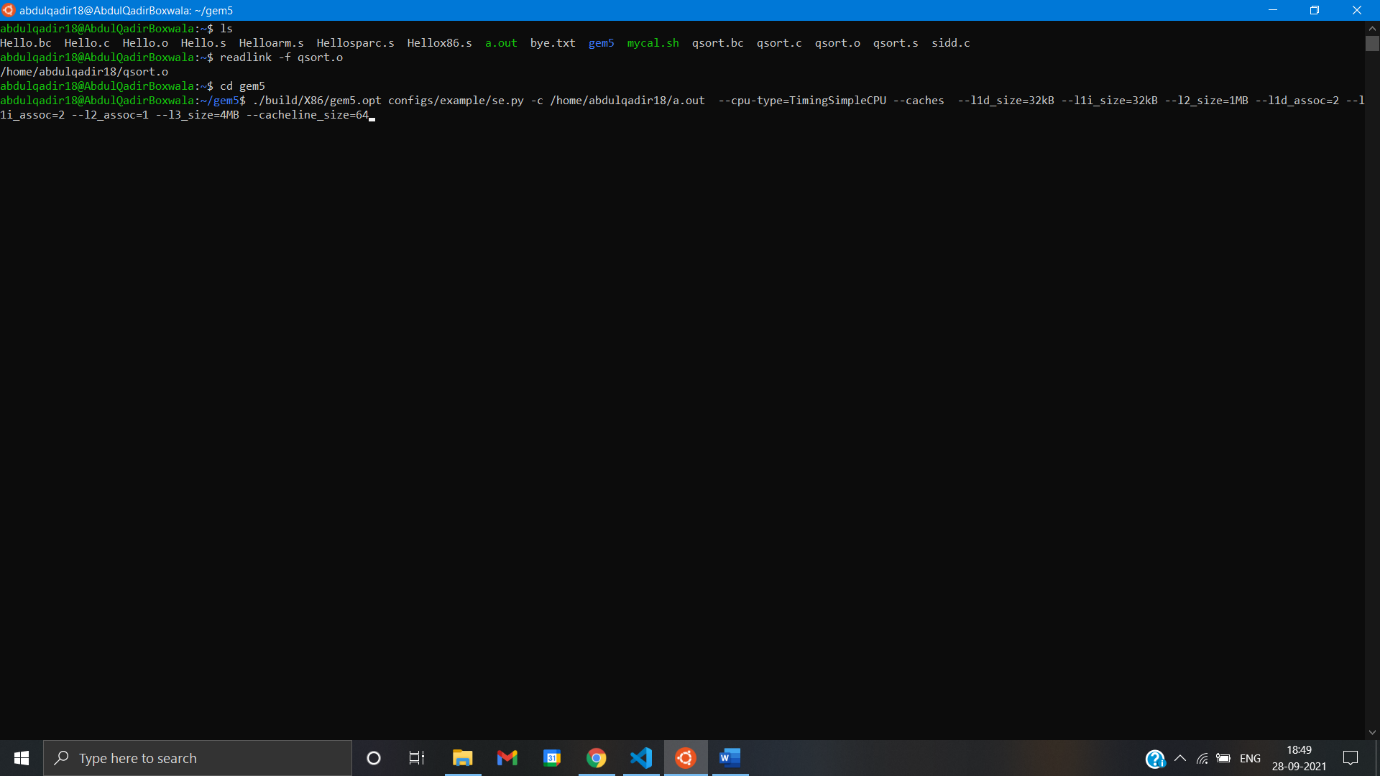 abdulqadir18@AbdulQadirBoxwala: ~/gem5
abdulqadir18@AbdulQadirBoxwala:~$ ls
Hello.bc  Hello.c  Hello.o  Hello.s  Helloarm.s  Hellosparc.s  Hellox86.s  a.out  bye.txt  gem5  mycal.sh  qsort.bc  qsort.c  qsort.o  qsort.s  sidd.c
abdulqadir18@AbdulQadirBoxwala:~$ readlink -f qsort.o
/home/abdulqadir18/qsort.o
abdulqadir18@AbdulQadirBoxwala:~$ cd gem5
abdulqadir18@AbdulQadirBoxwala:~/gem5$ ./build/X86/gem5.opt configs/example/se.py -c /home/abdulqadir18/a.out  --cpu-type=TimingSimpleCPU --caches  --l1d_size=32kB --l1i_size=32kB --l2_size=1MB --l1d_assoc=2 --l
1i_assoc=2 --l2_assoc=1 --l3_size=4MB --cacheline_size=64
Type here to search
31
W
ENG
18:49
28-09-2021